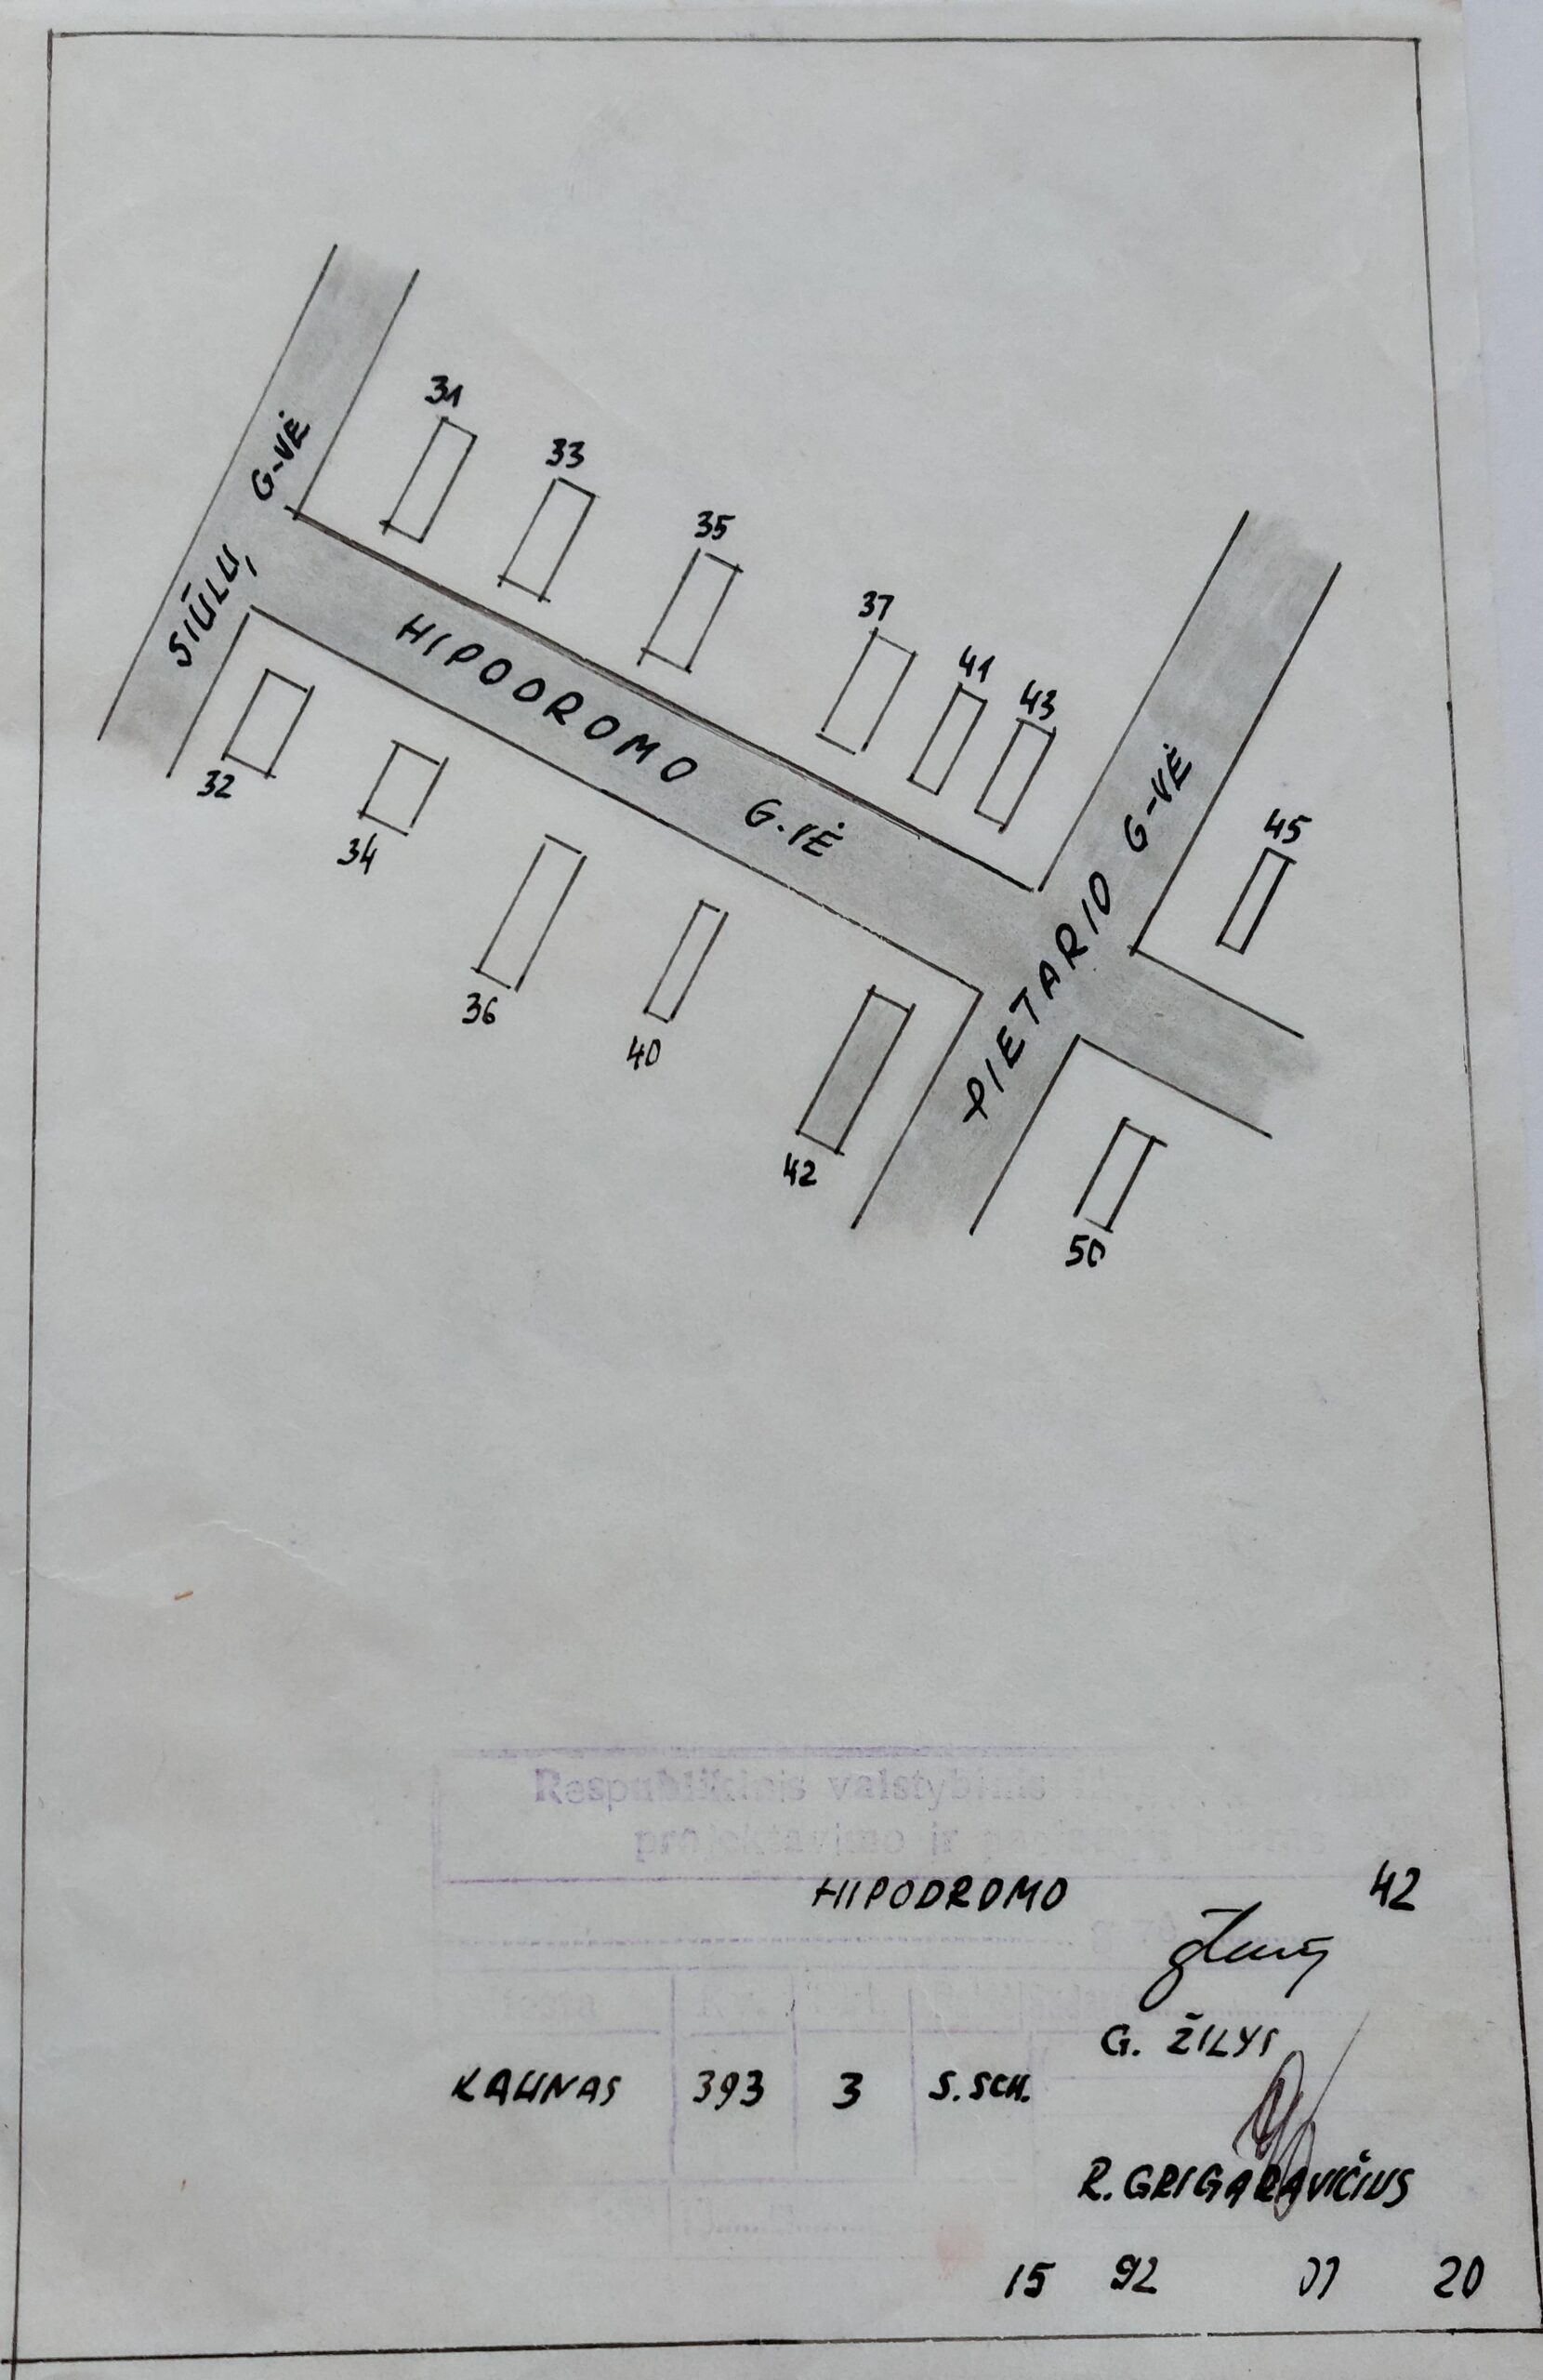 31
33
35
37
41
43
45
SIŪLŲ G-VĖ
HIPODROMO G-VĖ
PIETARIO G-VĖ
32
34
36
40
42
50
Respublikinis valstybinis
projektavimo ir
HIPODROMO 42
G. ŽILYS
KAUNAS 393 3 S.SCH.
R. GRIGARAVIČIUS
15 92 20